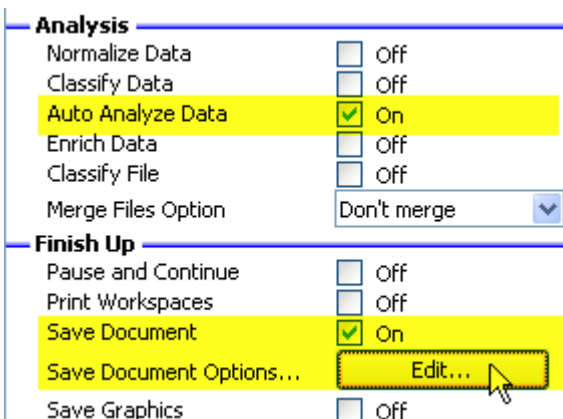 Analysis
Normalize Data Off
Classify Data Off
Auto Analyze Data On
Enrich Data Off
Classify File Off
Merge Files Option Don't merge
Finish Up
Pause and Continue Off
Print Workspaces Off
Save Document On
Save Document Options... Edit...
Save Graphics Off